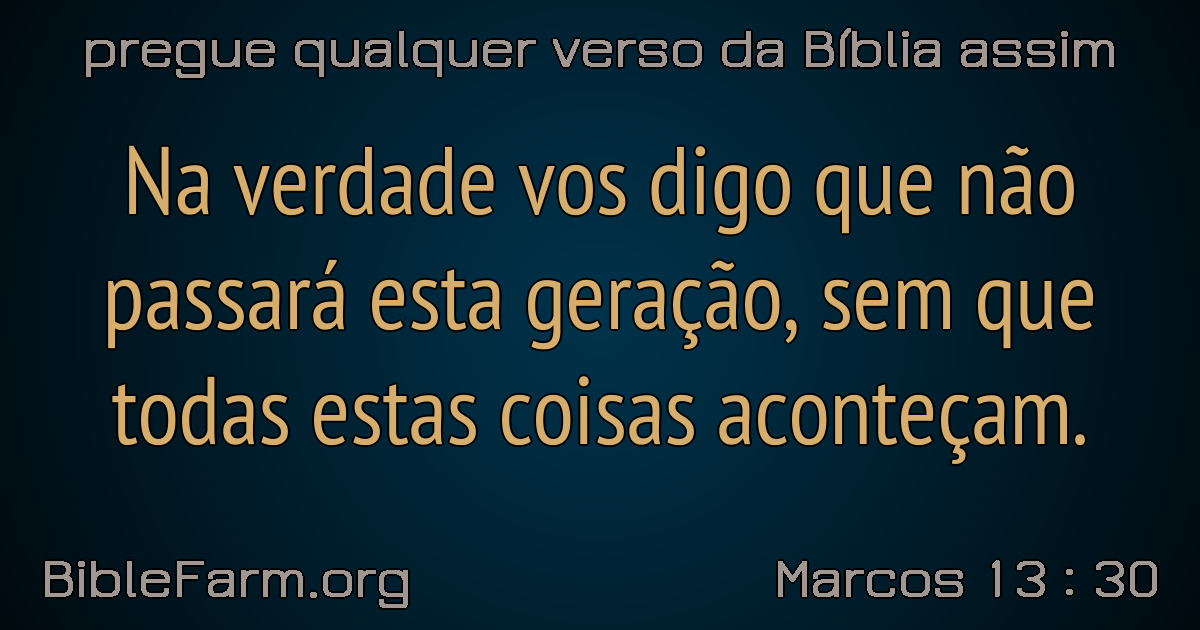 pregue qualquer verso da Bíblia assim
Na verdade vos digo que não
passará esta geração, sem que
todas estas coisas aconteçam.
BibleFarm.org
Marcos 13 : 30